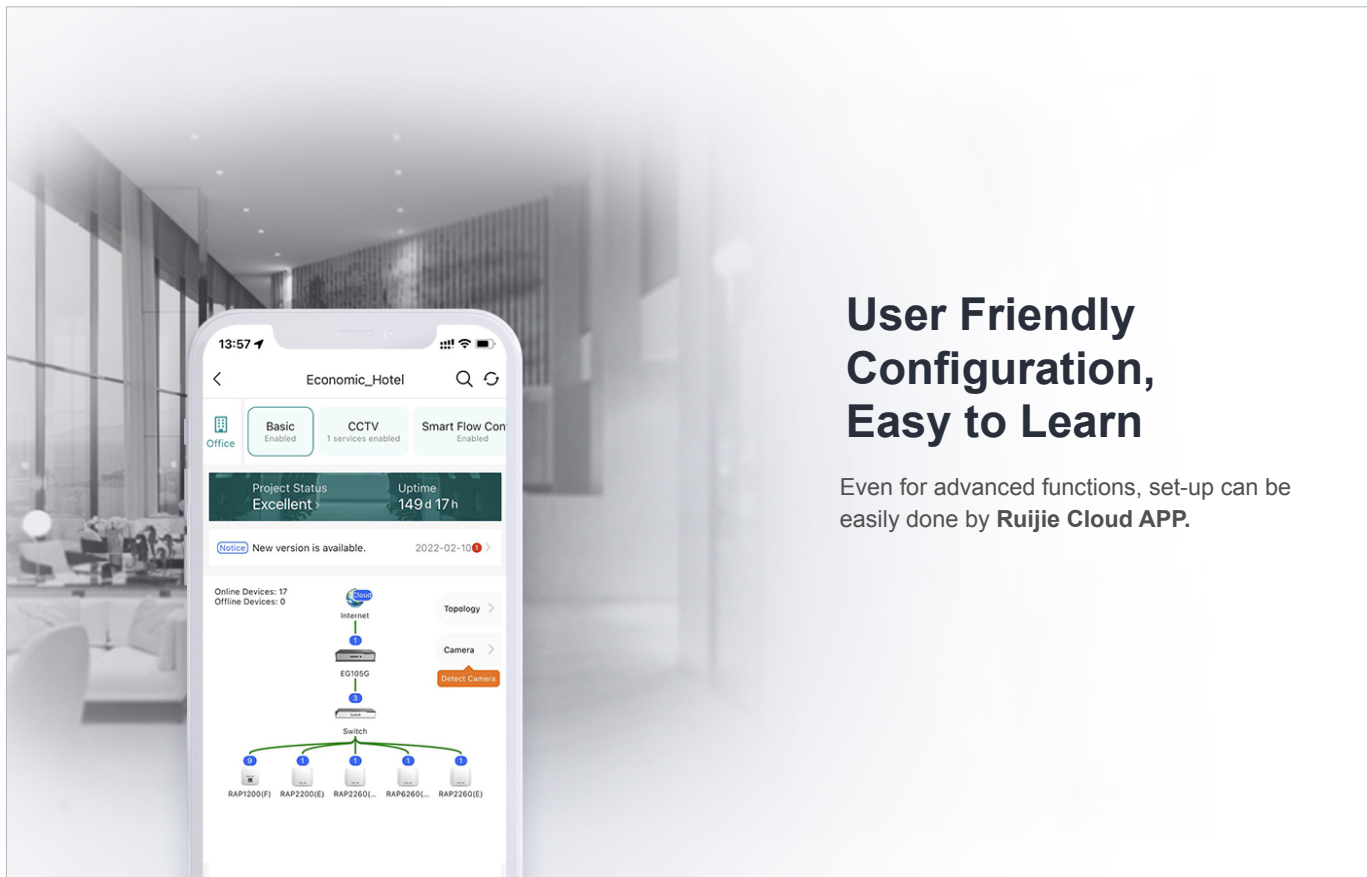 13:57
Economic_Hotel
Office
Basic
Enabled
CCTV
1 services enabled
Smart Flow Con
Enabled
Project Status
Excellent
Uptime
149 d 17 h
Notice New version is available. 2022-02-10 1
Online Devices: 17
Offline Devices: 0
Cloud
Internet
Topology
1
Camera
EG105G
Detect Camera
3
Switch
Switch
9 1 1 1 1
RAP1200(F) RAP2200(E) RAP2260(... RAP6260(... RAP2260(E)
User Friendly
Configuration,
Easy to Learn
Even for advanced functions, set-up can be
easily done by Ruijie Cloud APP.